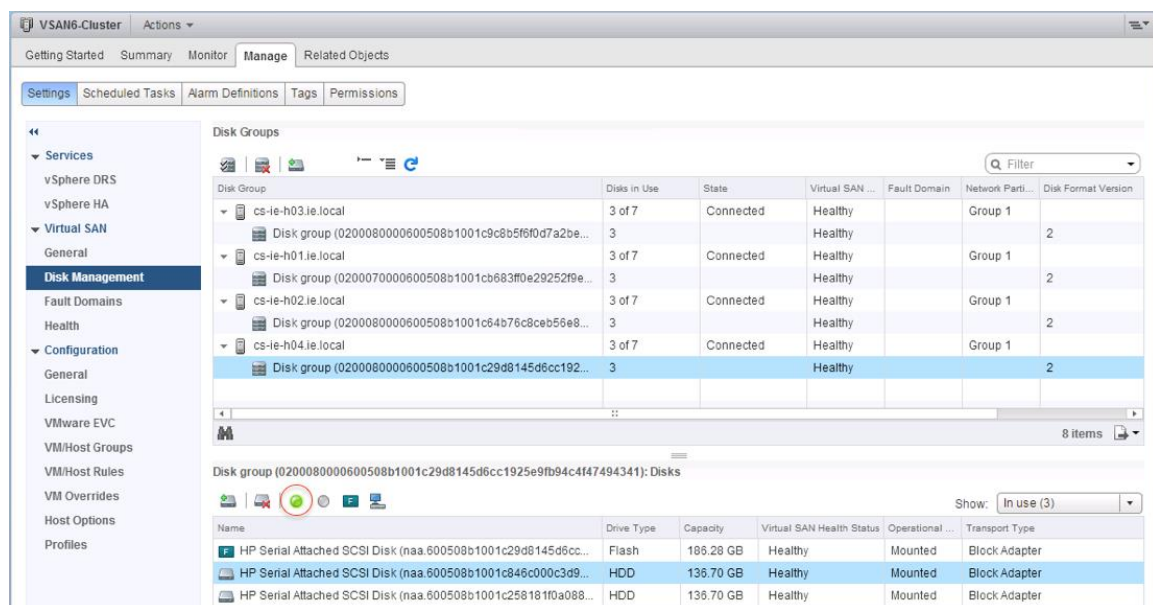 VSAN6-Cluster Actions
Getting Started Summary Monitor Manage Related Objects
Settings Scheduled Tasks Alarm Definitions Tags Permissions
Services
vSphere DRS
vSphere HA
Virtual SAN
General
Disk Management
Fault Domains
Health
Configuration
General
Licensing
VMware EVC
VM/Host Groups
VM/Host Rules
VM Overrides
Host Options
Profiles
Disk Groups
Filter
Disk Group Disks in Use State Virtual SAN ... Fault Domain Network Parti... Disk Format Version
cs-ie-h03.ie.local 3 of 7 Connected Healthy Group 1
Disk group (0200080000600508b1001c9c8b5f6f0d7a2be... 3 Healthy 2
cs-ie-h01.ie.local 3 of 7 Connected Healthy Group 1
Disk group (0200070000600508b1001cb683ff0e29252f9e... 3 Healthy 2
cs-ie-h02.ie.local 3 of 7 Connected Healthy Group 1
Disk group (0200080000600508b1001c64b76c8ceb56e8... 3 Healthy 2
cs-ie-h04.ie.local 3 of 7 Connected Healthy Group 1
Disk group (0200080000600508b1001c29d8145d6cc192... 3 Healthy 2
8 items
Disk group (0200080000600508b1001c29d8145d6cc1925e9fb94c4f47494341): Disks
F
Show: In use (3)
Name Drive Type Capacity Virtual SAN Health Status Operational ... Transport Type
F HP Serial Attached SCSI Disk (naa.600508b1001c29d8145d6cc... Flash 186.28 GB Healthy Mounted Block Adapter
HP Serial Attached SCSI Disk (naa.600508b1001c846c000c3d9... HDD 136.70 GB Healthy Mounted Block Adapter
HP Serial Attached SCSI Disk (naa.600508b1001c258181f0a088... HDD 136.70 GB Healthy Mounted Block Adapter